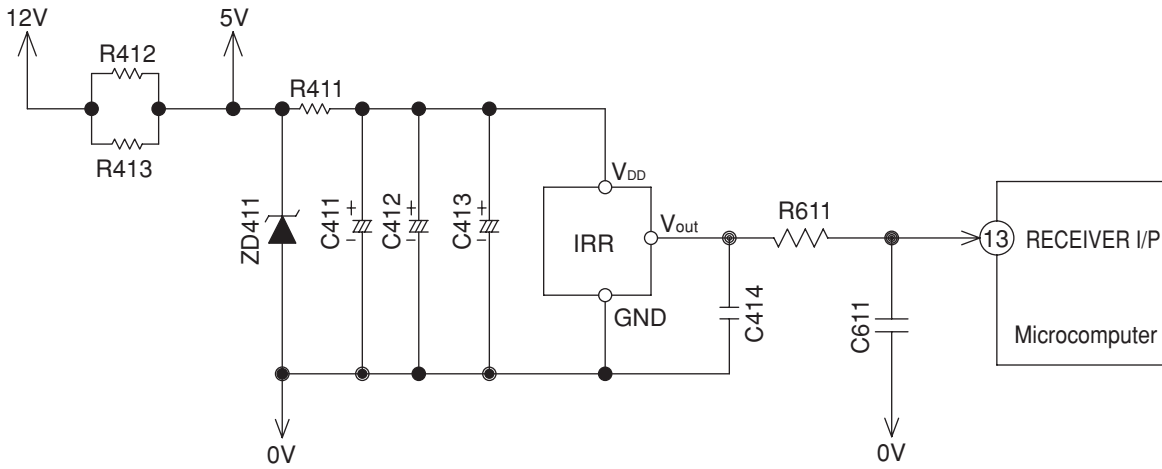 12V
5V
R412
R411
R413
VDD
ZD411
C411
+
–
C412
+
–
C413
+
–
IRR
Vout
GND
C414
R611
C611
13
RECEIVER I/P
Microcomputer
0V
0V